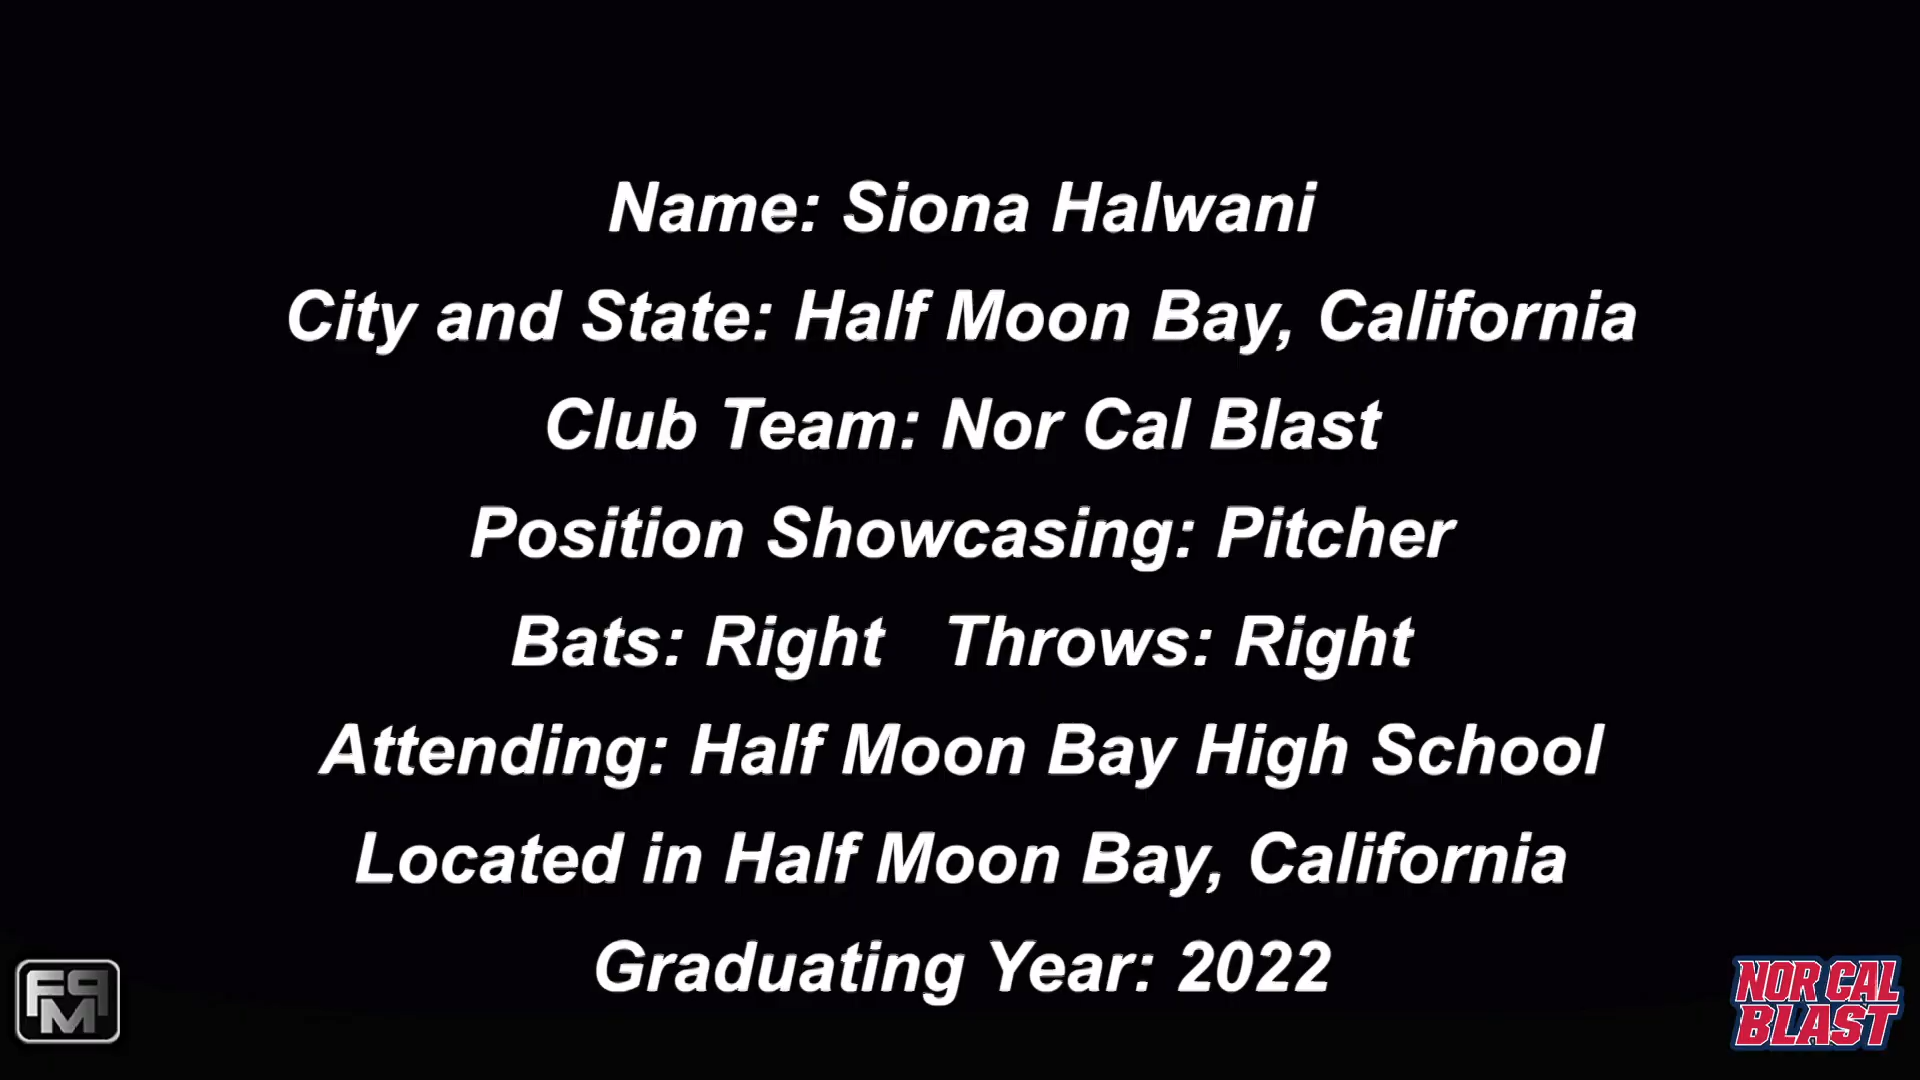 Name: Siona Halwani
City and State: Half Moon Bay, California
Club Team: Nor Cal Blast
Position Showcasing: Pitcher
Bats: Right   Throws: Right
Attending: Half Moon Bay High School
Located in Half Moon Bay, California
Graduating Year: 2022
FPM
NOR CAL
BLAST